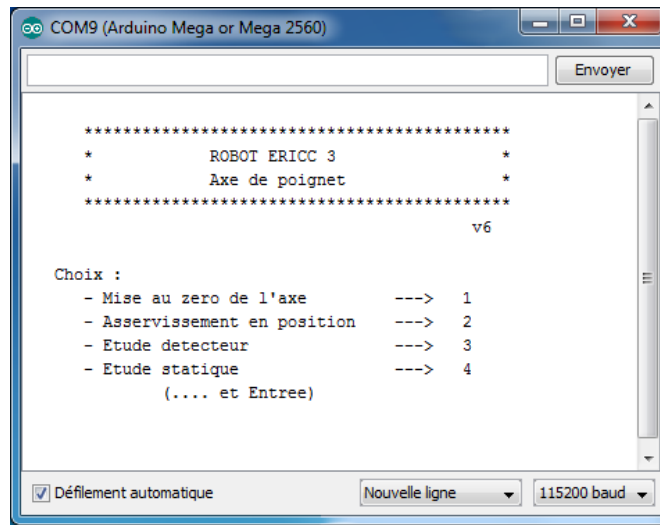 COM9 (Arduino Mega or Mega 2560)
Envoyer
********************************************
* ROBOT ERICC 3 *
* Axe de poignet *
********************************************
v6
Choix :
- Mise au zero de l'axe ---> 1
- Asservissement en position ---> 2
- Etude detecteur ---> 3
- Etude statique ---> 4
(.... et Entree)
Défilement automatique Nouvelle ligne 115200 baud